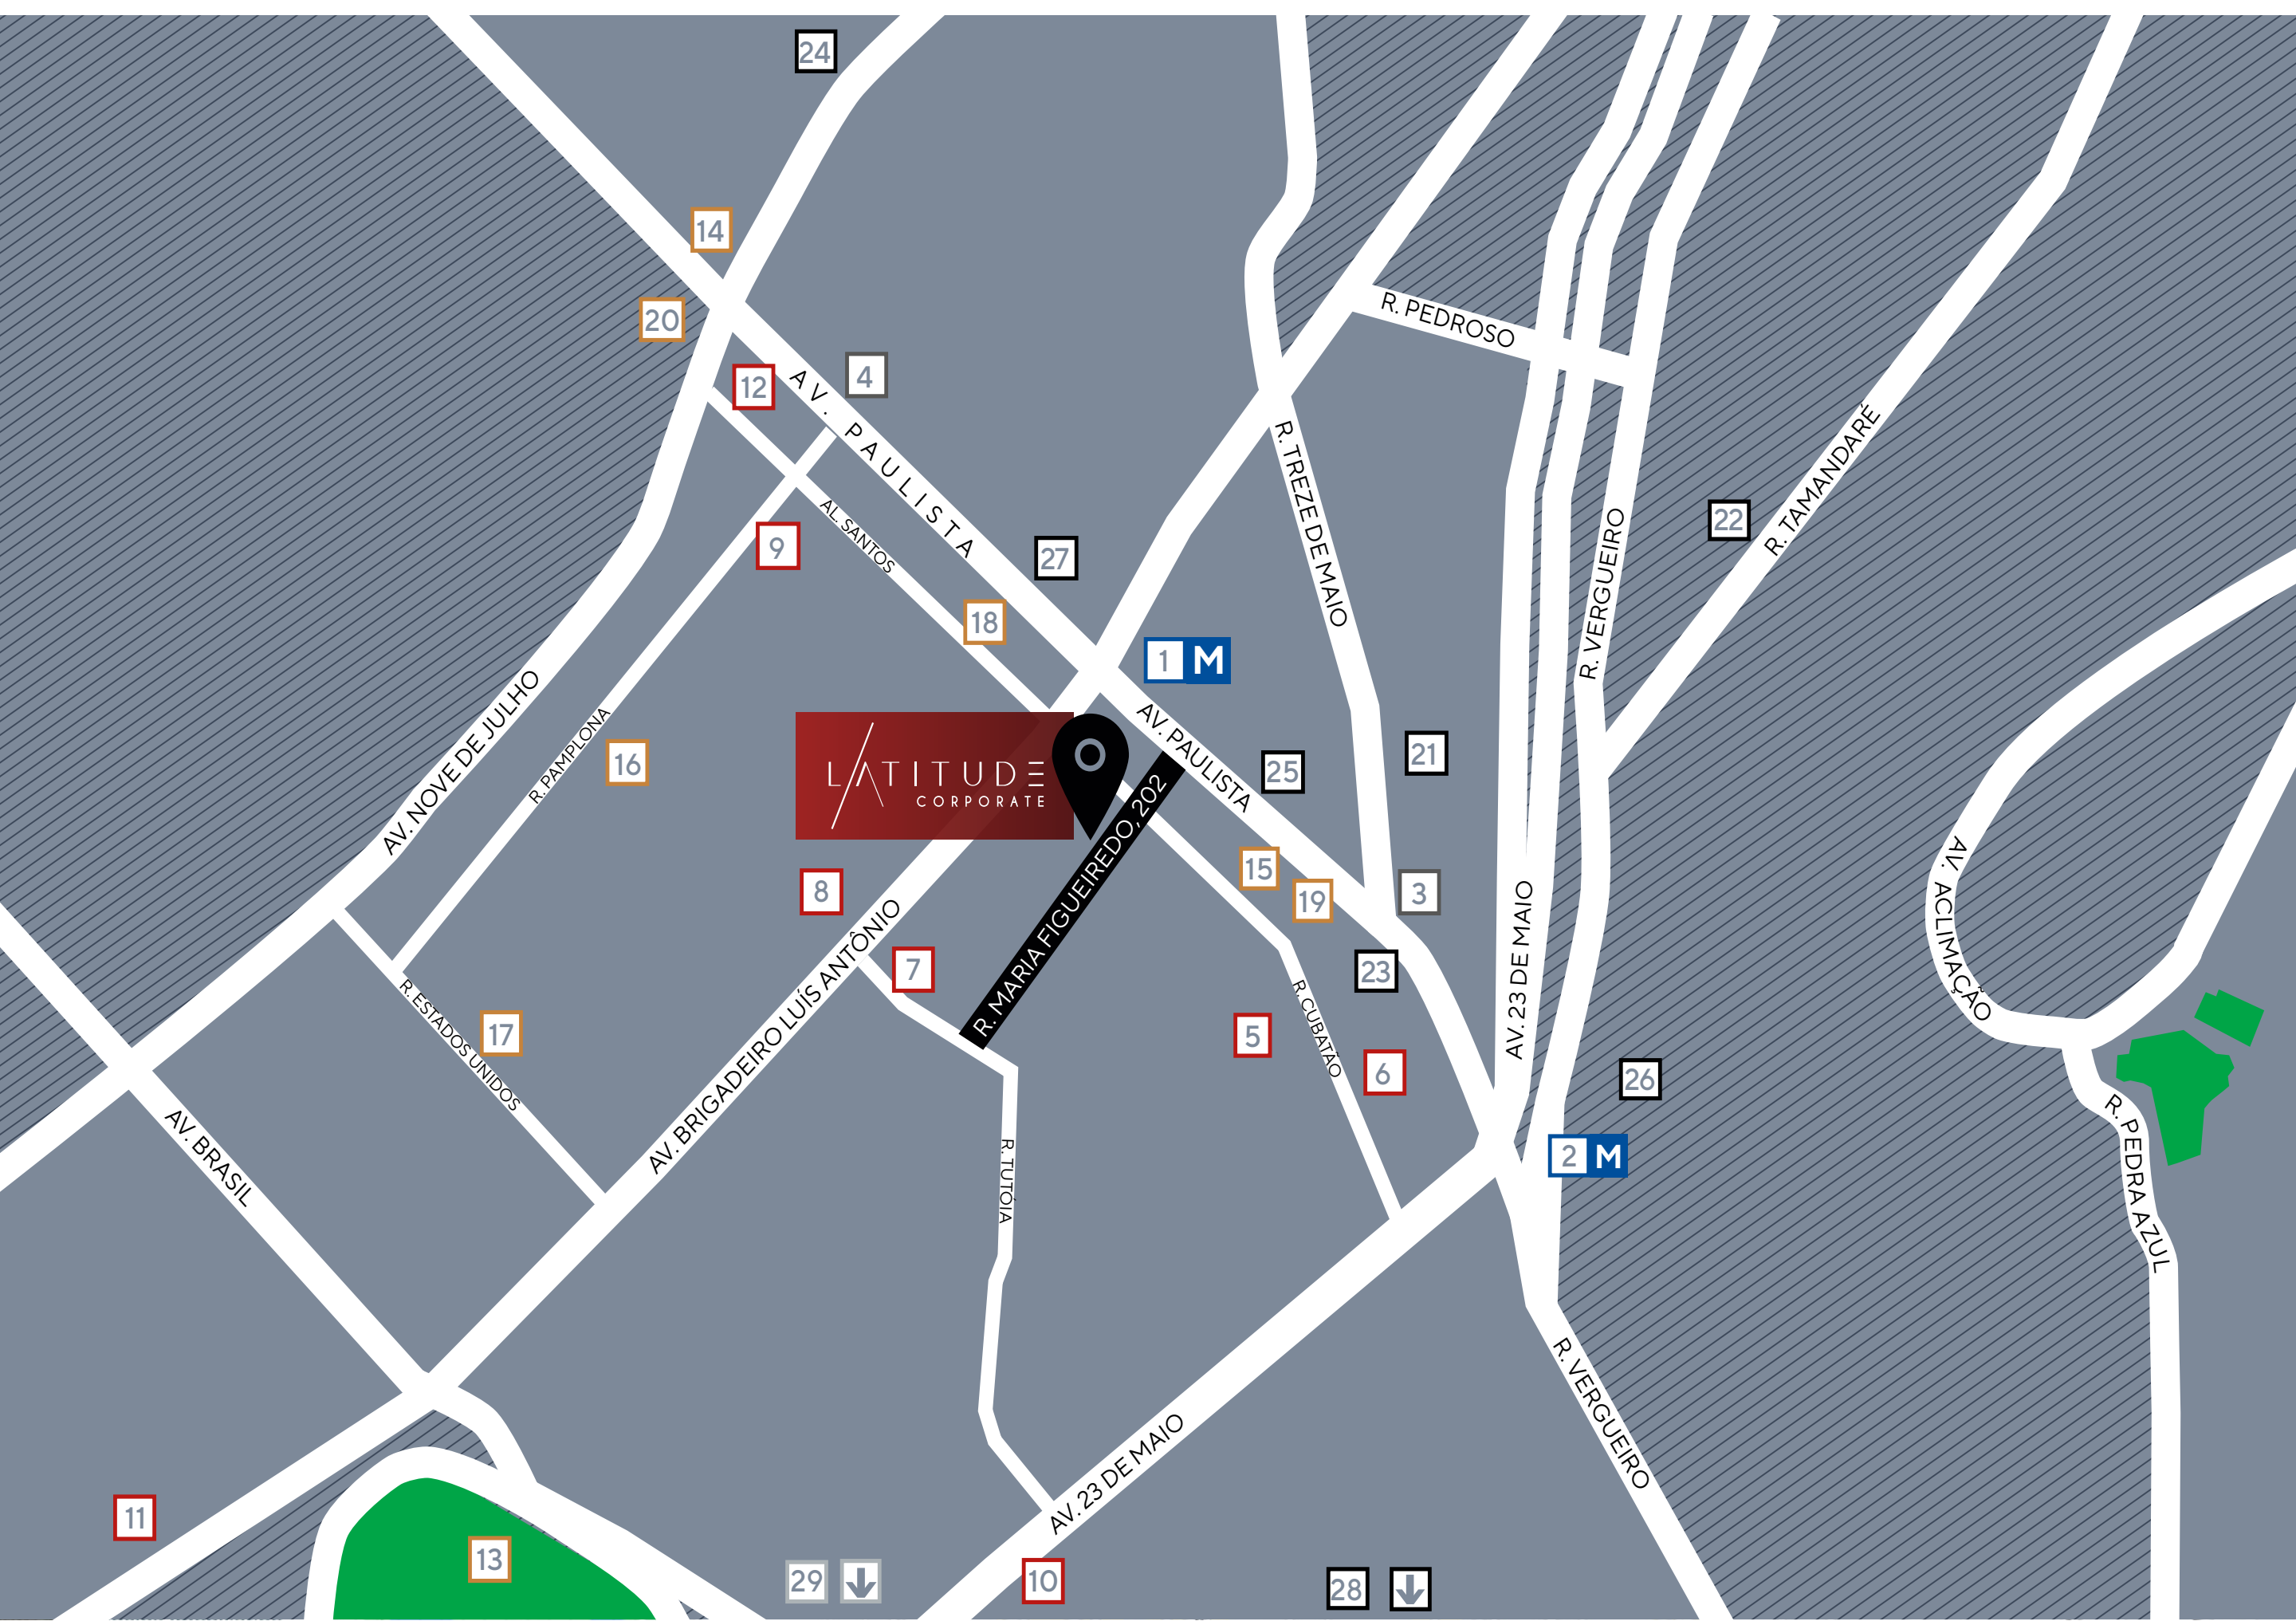 24
14
20
R. PEDROSO
12
4
AV. PAULISTA
R. TREZE DE MAIO
R. TAMANDARÉ
AL. SANTOS
22
9
27
R. VERGUEIRO
18
1 M
AV. NOVE DE JULHO
R. PAMPLONA
16
LATITUDE
CORPORATE
AV. PAULISTA
25
21
R. MARIA FIGUEIREDO, 202
8
15
19
3
AV. ACLIMAÇÃO
AV. 23 DE MAIO
7
23
R. ESTADOS UNIDOS
17
AV. BRIGADEIRO LUÍS ANTÔNIO
5
R. CUBATÃO
6
26
AV. BRASIL
R. TUTÓIA
2 M
R. PEDRA AZUL
R. VERGUEIRO
AV. 23 DE MAIO
11
13
29
10
28